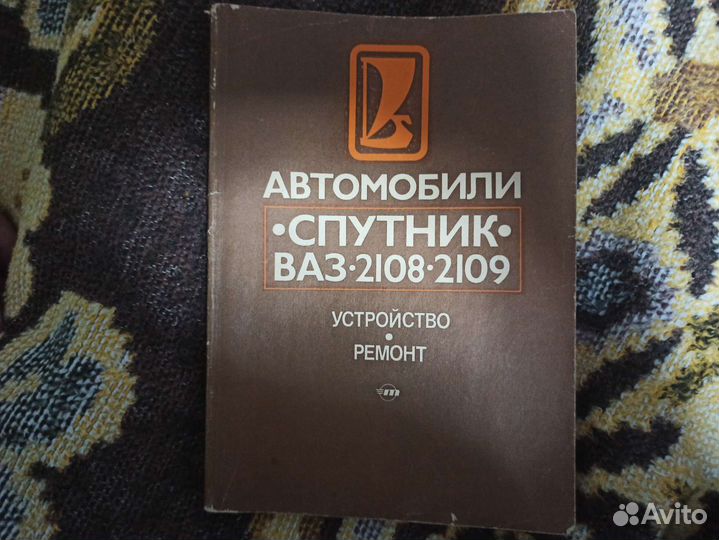 АВТОМОБИЛИ
•СПУТНИК•
ВАЗ•2108•2109
УСТРОЙСТВО
•
РЕМОНТ
т
Avito